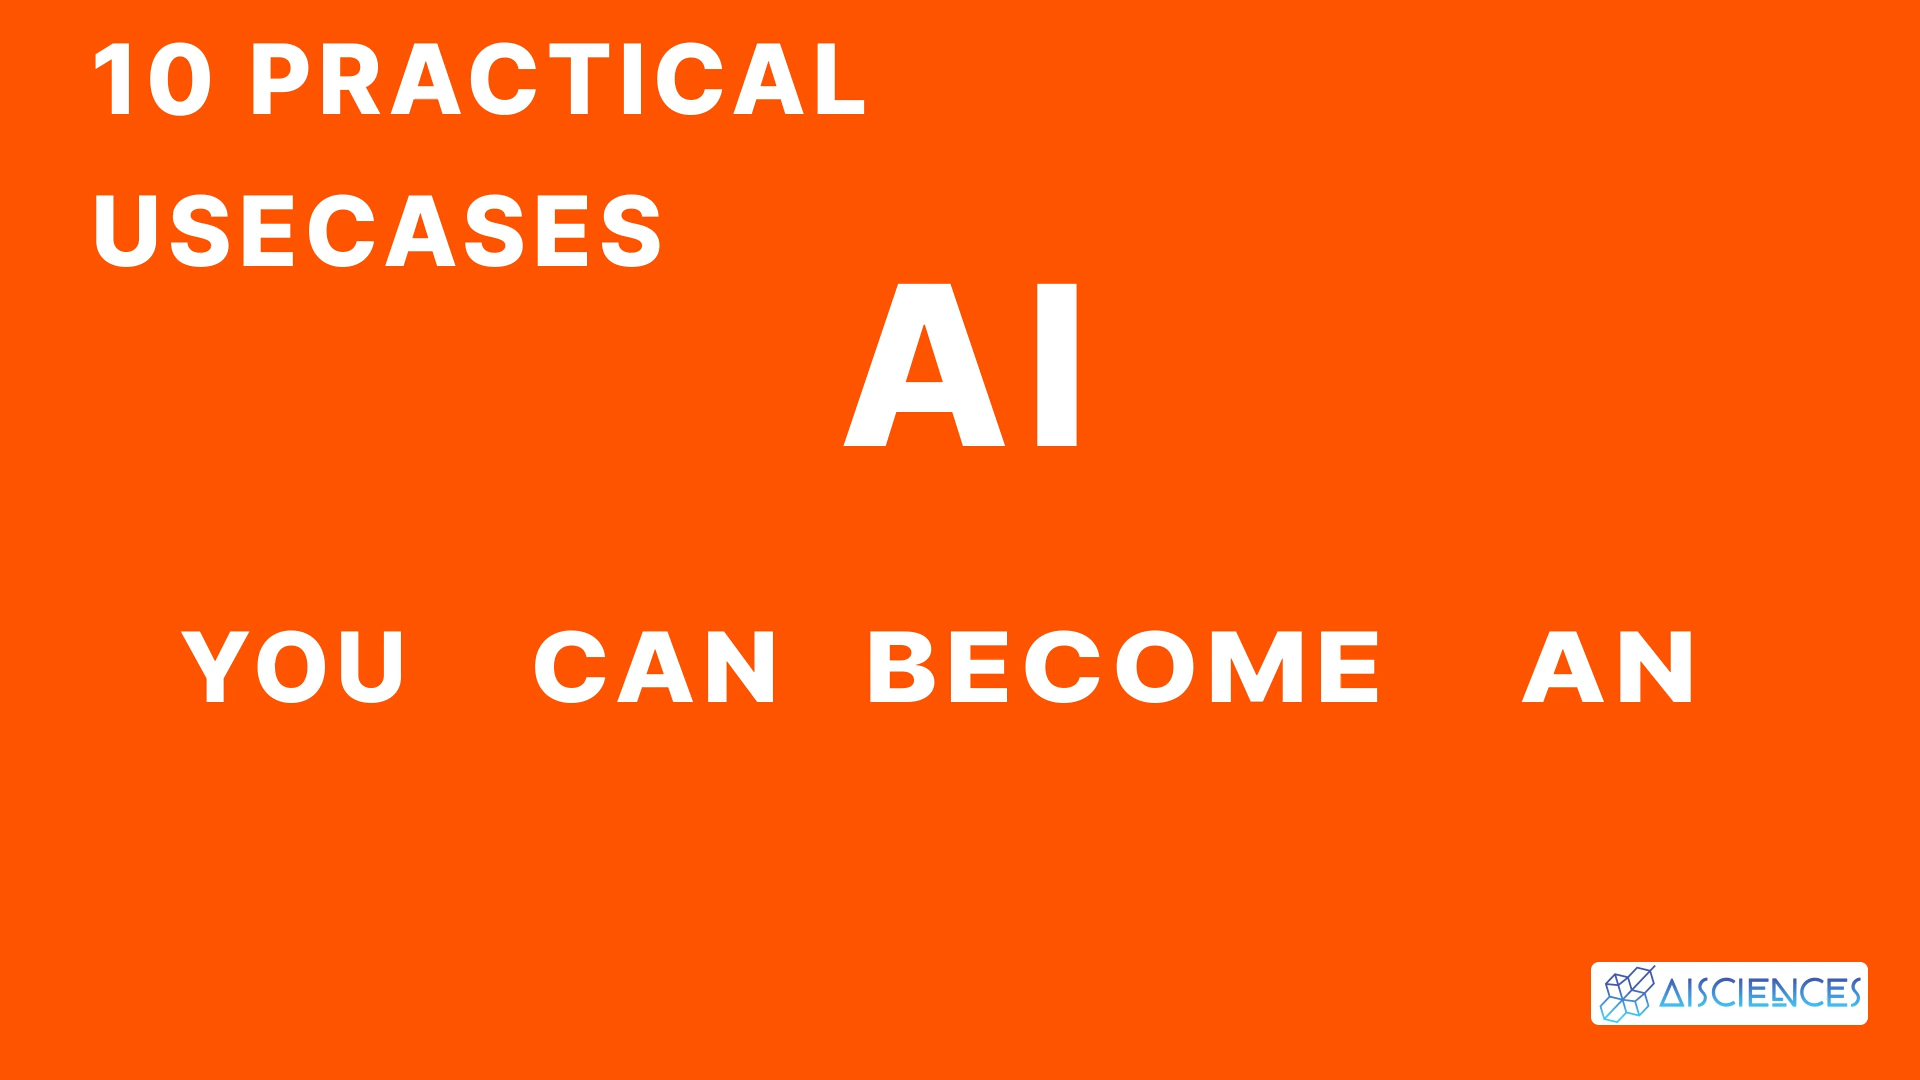 10 PRACTICAL
USECASES
AI
YOU CAN BECOME AN
AISCIENCES